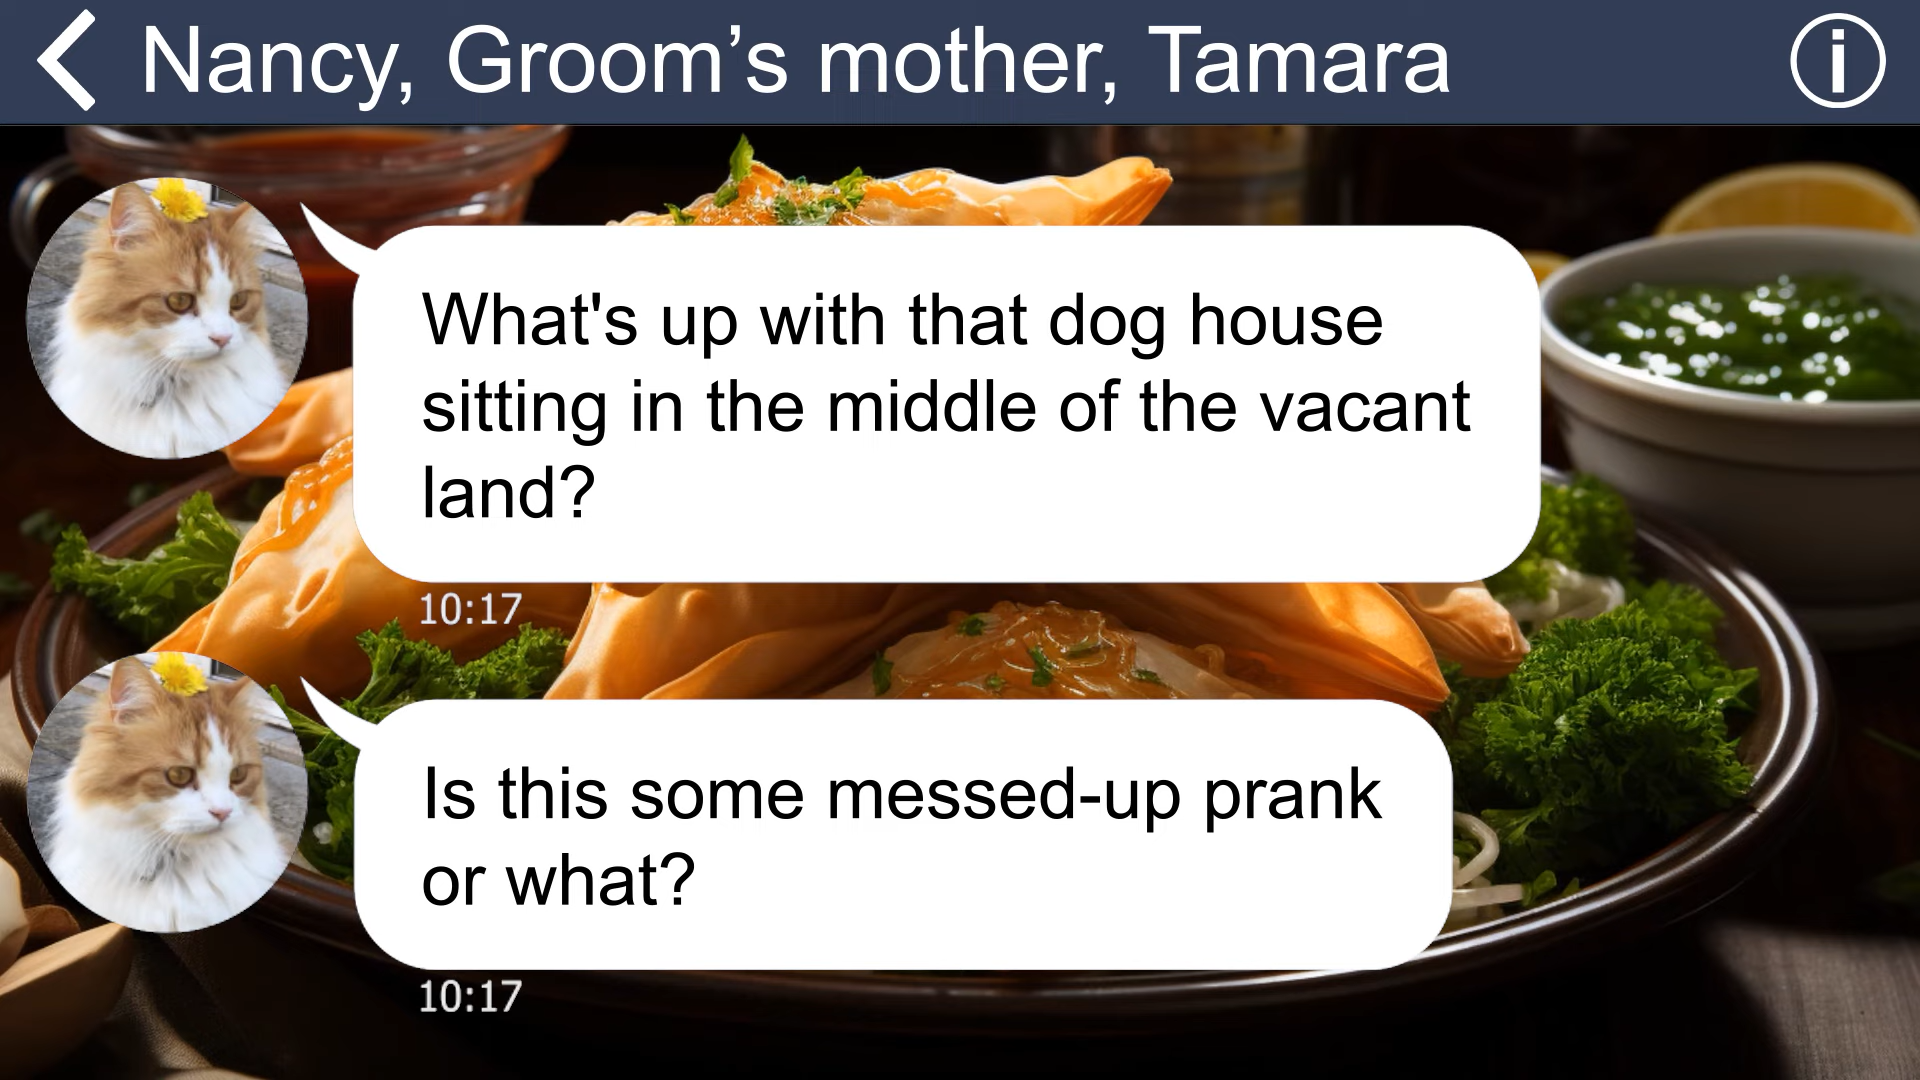 Nancy, Groom’s mother, Tamara
What's up with that dog house
sitting in the middle of the vacant
land?
10:17
Is this some messed-up prank
or what?
10:17